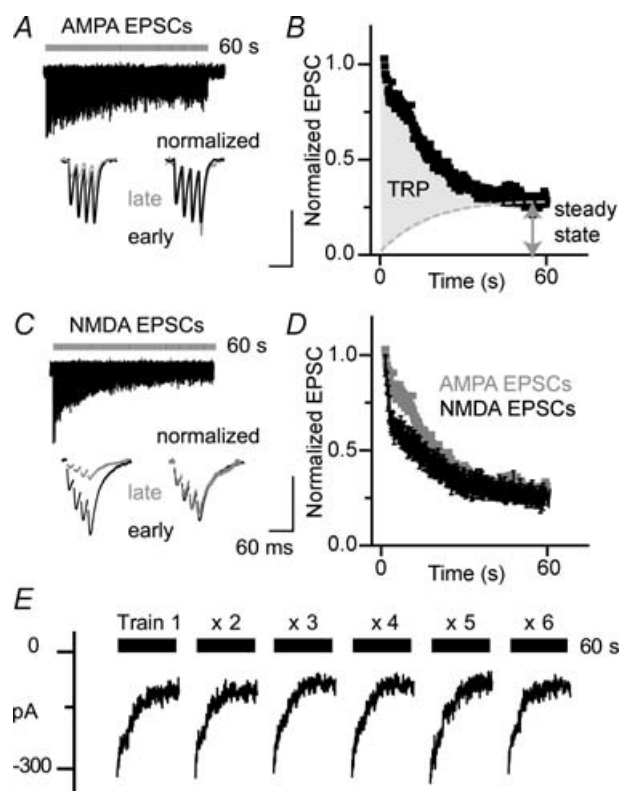 A
AMPA EPSCs
60 s
normalized
late
early
B
Normalized EPSC
1.0
0.5
0.0
TRP
steady
state
0
60
Time (s)
C
NMDA EPSCs
60 s
normalized
late
early
60 ms
D
Normalized EPSC
1.0
0.5
0.0
AMPA EPSCs
NMDA EPSCs
0
60
Time (s)
E
Train 1 x 2 x 3 x 4 x 5 x 6
0
60 s
pA
-300